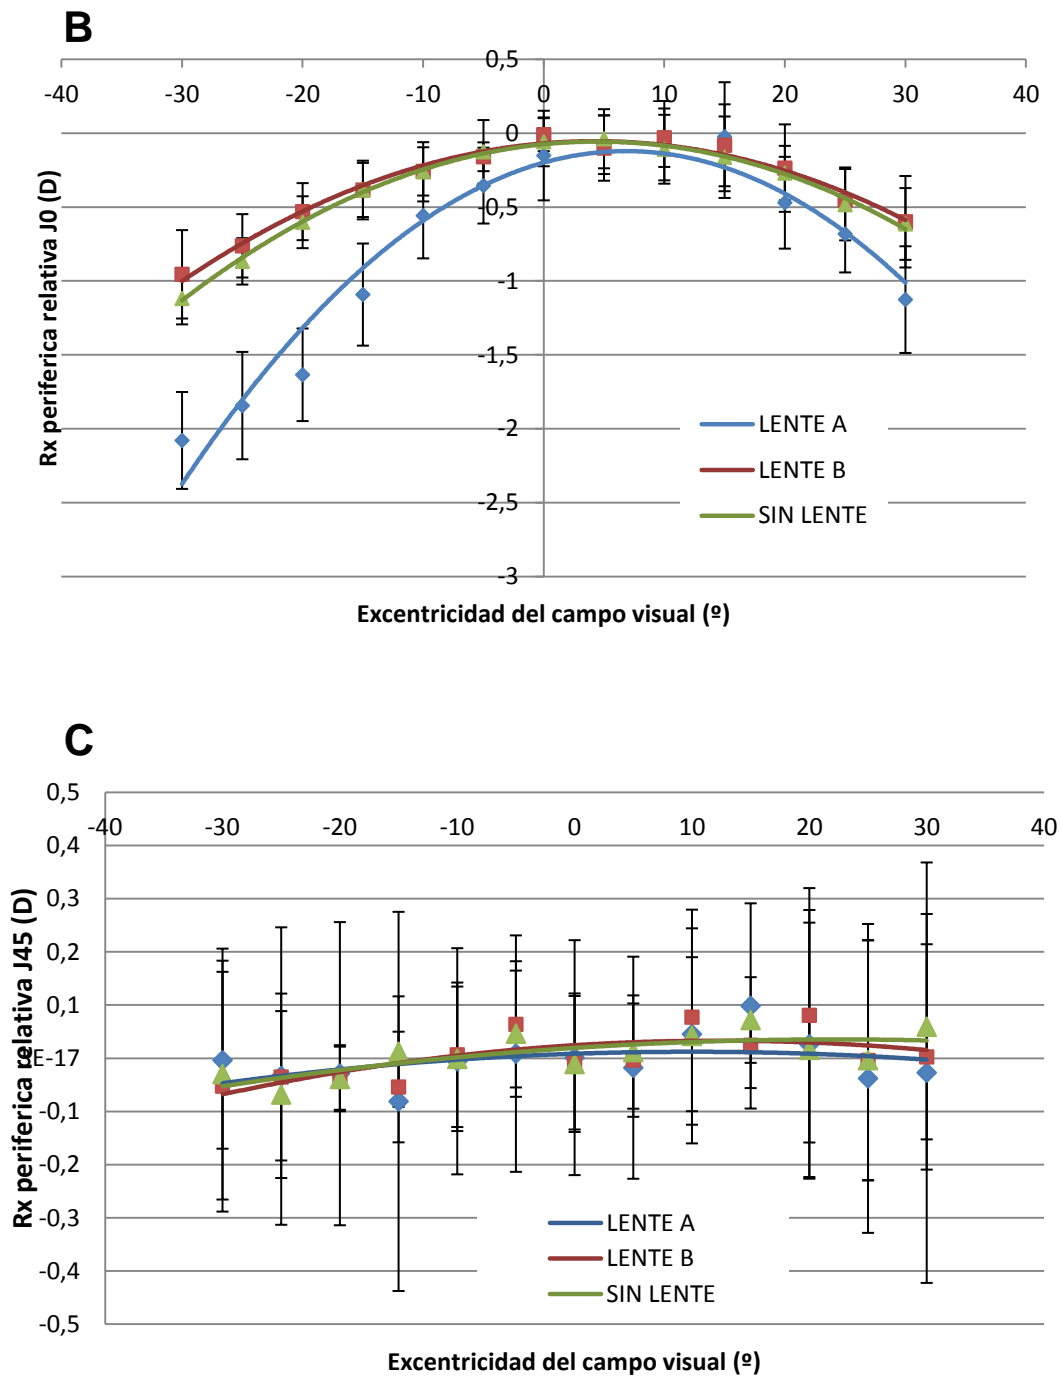 B
0,5
-40 -30 -20 -10 0 10 20 30 40
0
-0,5
-1
-1,5
-2
-2,5
-3
Rx periferica relativa J0 (D)
LENTE A
LENTE B
SIN LENTE
Excentricidad del campo visual (º)
C
0,5
-40 -30 -20 -10 0 10 20 30 40
0,4
0,3
0,2
0,1
E-17
-0,1
-0,2
-0,3
-0,4
-0,5
Rx periferica relativa J45 (D)
LENTE A
LENTE B
SIN LENTE
Excentricidad del campo visual (º)